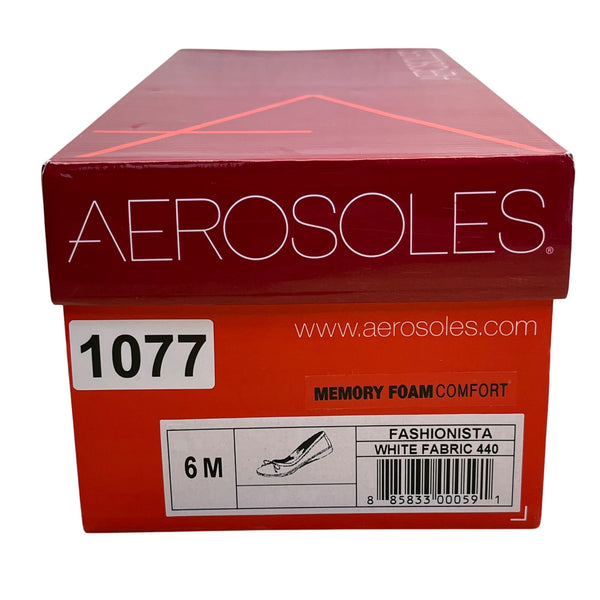 AEROSOLES®
www.aerosoles.com
1077
MEMORY FOAM COMFORT
6 M
FASHIONISTA
WHITE FABRIC 440
8 85833 00059 1